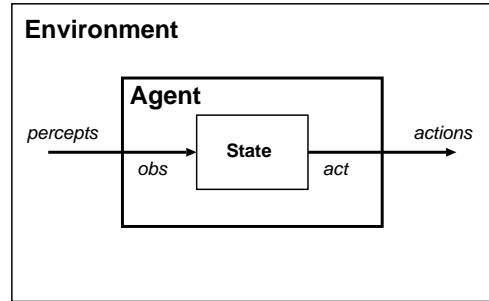 Environment
Agent
percepts
actions
State
obs
act